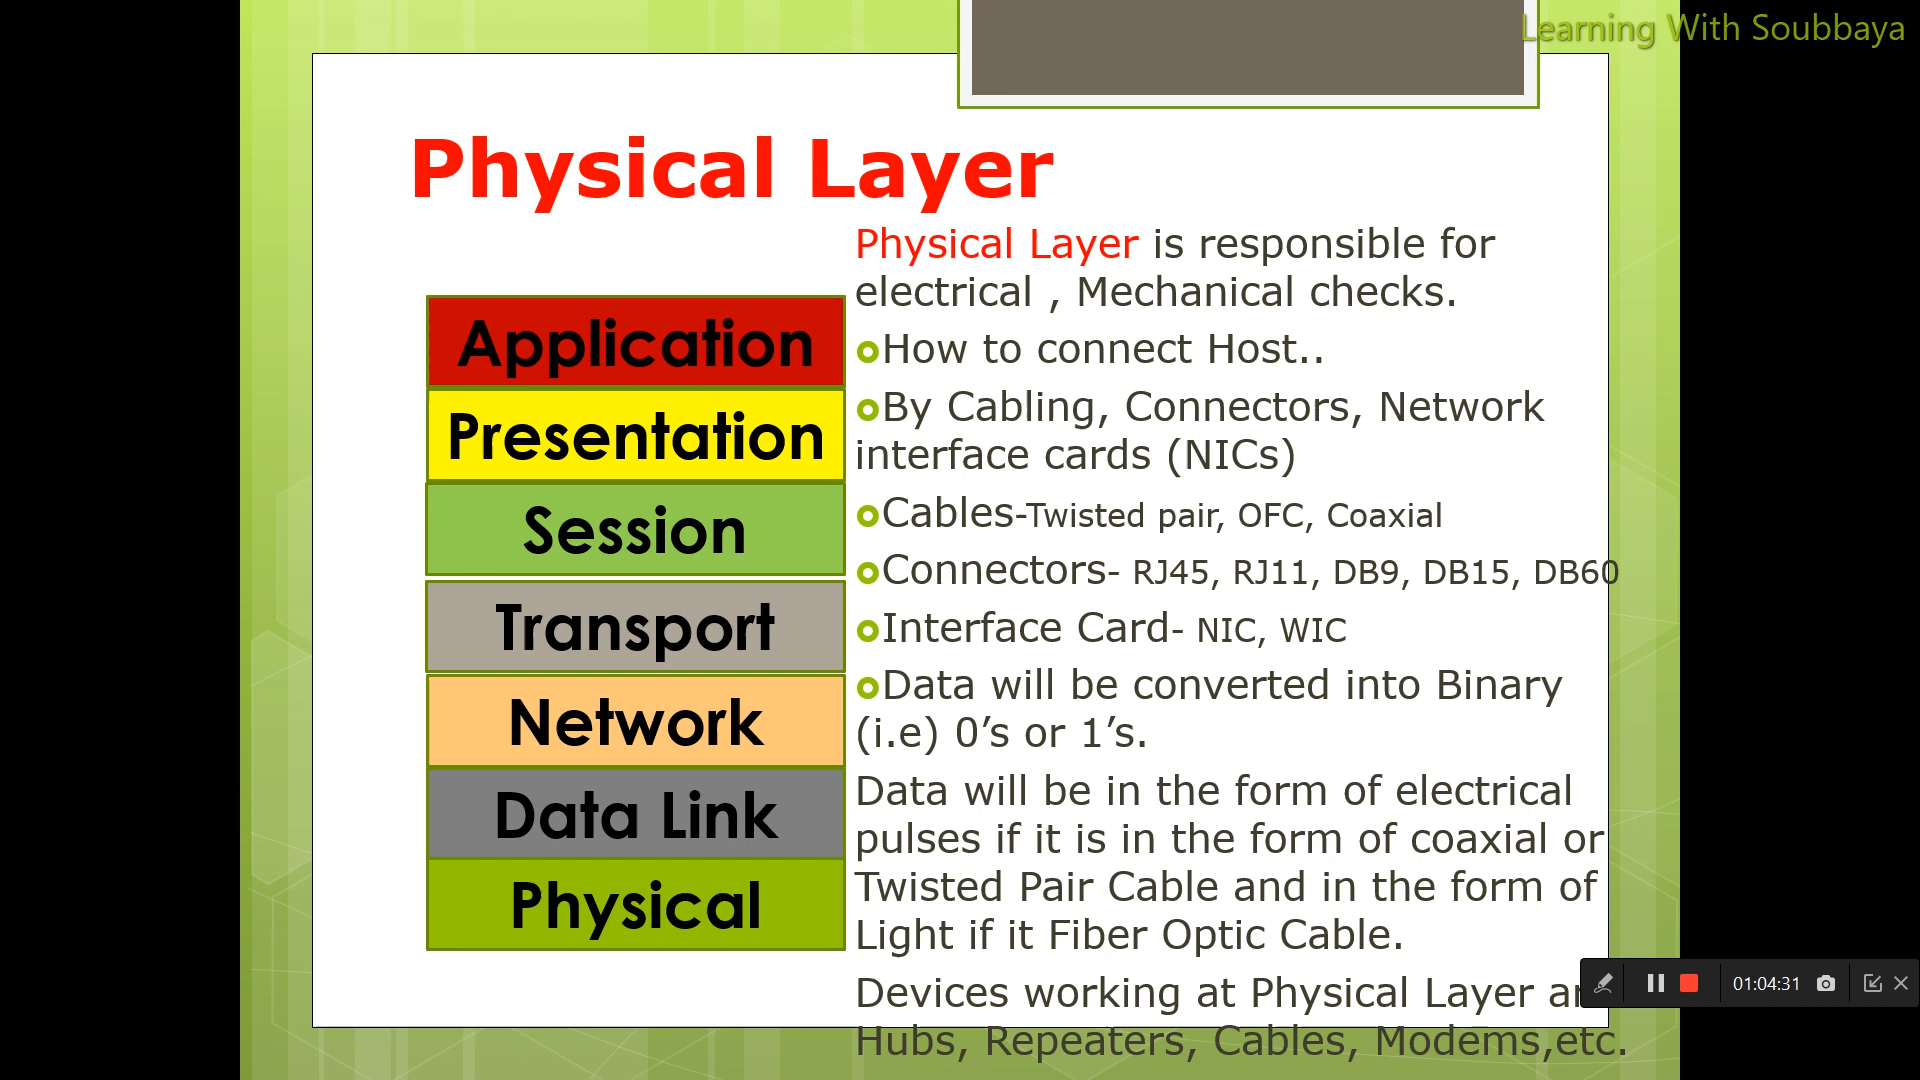 Learning With Soubbaya
Physical Layer
Application
Presentation
Session
Transport
Network
Data Link
Physical
Physical Layer is responsible for
electrical , Mechanical checks.
How to connect Host..
By Cabling, Connectors, Network
interface cards (NICs)
Cables-Twisted pair, OFC, Coaxial
Connectors- RJ45, RJ11, DB9, DB15, DB60
Interface Card- NIC, WIC
Data will be converted into Binary
(i.e) 0’s or 1’s.
Data will be in the form of electrical
pulses if it is in the form of coaxial or
Twisted Pair Cable and in the form of
Light if it Fiber Optic Cable.
Devices working at Physical Layer
Hubs, Repeaters, Cables, Modems,etc.
01:04:31